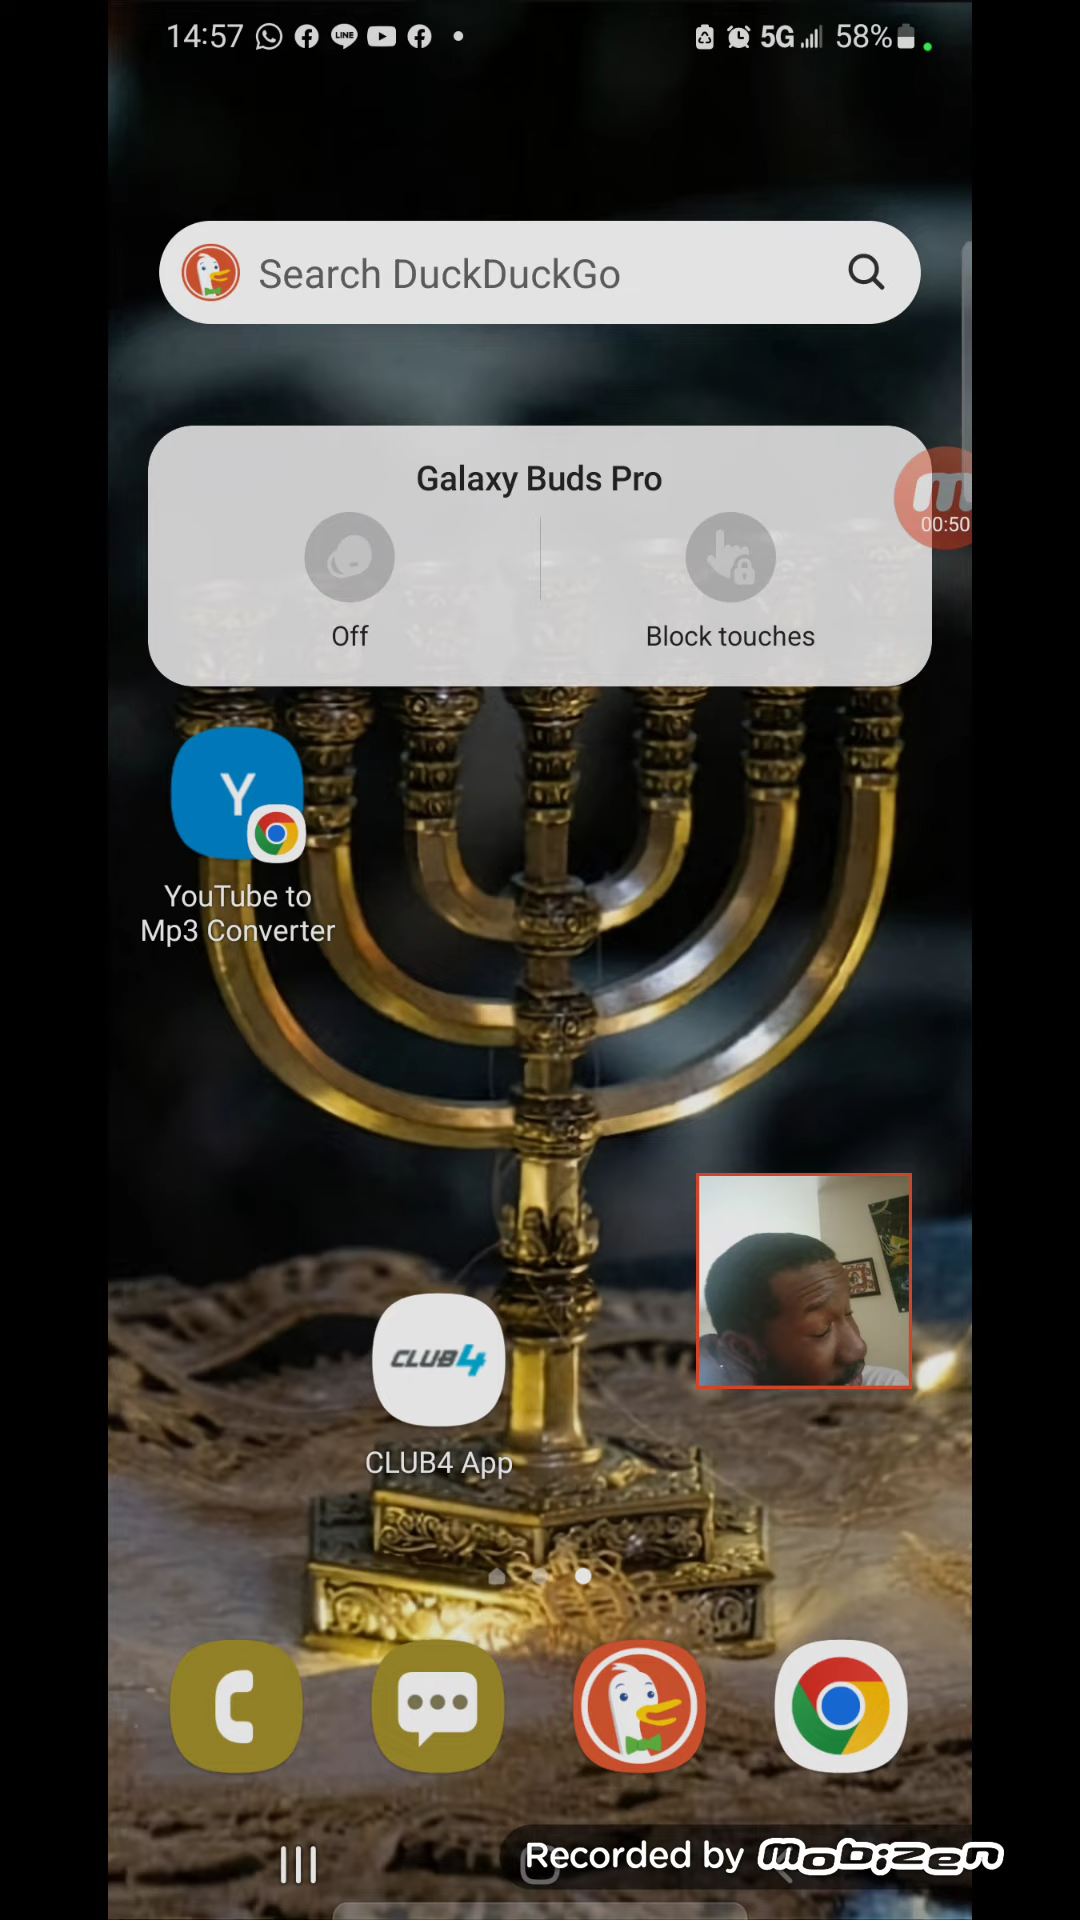 14:57 LINE 5G 58%
Search DuckDuckGo
Galaxy Buds Pro
m
00:50
Off
Block touches
Y
YouTube to
Mp3 Converter
CLUB4
CLUB4 App
Recorded by mobizen